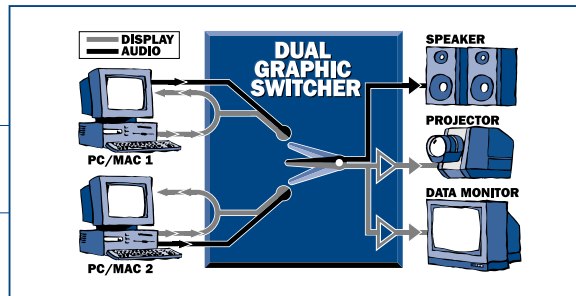 DISPLAY
AUDIO
DUAL
GRAPHIC
SWITCHER
SPEAKER
PC/MAC 1
PROJECTOR
DATA MONITOR
PC/MAC 2